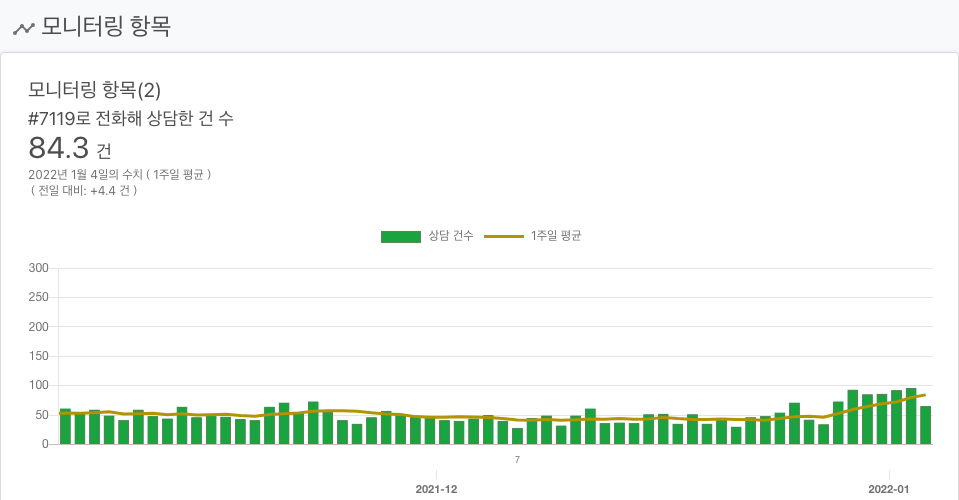 모니터링 항목
모니터링 항목(2)
#7119로 전화해 상담한 건 수
84.3 건
2022년 1월 4일의 수치 ( 1주일 평균 )
( 전일 대비: +4.4 건 )
상담 건수 1주일 평균
300
250
200
150
100
50
0
7
2021-12 2022-01